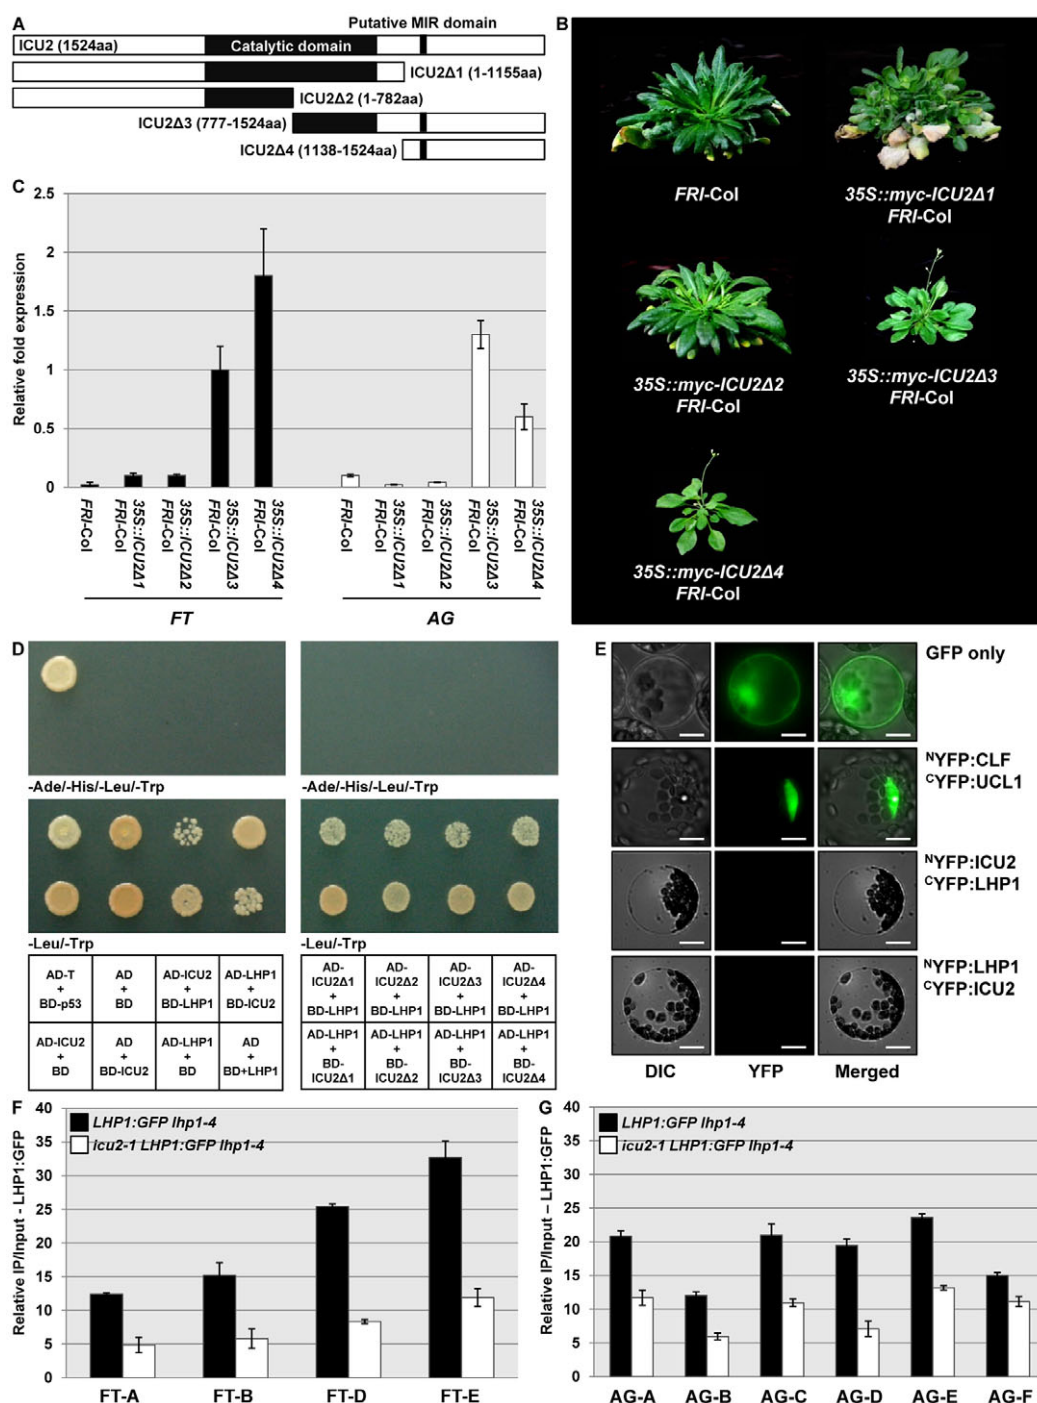 A
Putative MIR domain
ICU2 (1524aa)
Catalytic domain
ICU2Δ1 (1-1155aa)
ICU2Δ2 (1-782aa)
ICU2Δ3 (777-1524aa)
ICU2Δ4 (1138-1524aa)
B
FRI-Col
35S::myc-ICU2Δ1
FRI-Col
35S::myc-ICU2Δ2
FRI-Col
35S::myc-ICU2Δ3
FRI-Col
35S::myc-ICU2Δ4
FRI-Col
C
Relative fold expression
2.5
2
1.5
1
0.5
0
FRI-Col
35S::ICU2Δ1
FRI-Col
35S::ICU2Δ2
FRI-Col
35S::ICU2Δ3
FRI-Col
35S::ICU2Δ4
FRI-Col
FT
FRI-Col
35S::ICU2Δ1
FRI-Col
35S::ICU2Δ2
FRI-Col
35S::ICU2Δ3
FRI-Col
35S::ICU2Δ4
FRI-Col
AG
D
-Ade/-His/-Leu/-Trp
-Ade/-His/-Leu/-Trp
-Leu/-Trp
-Leu/-Trp
AD-T
+
BD-p53
AD
+
BD
AD-ICU2
+
BD-LHP1
AD-LHP1
+
BD-ICU2
AD-ICU2
+
BD
AD
+
BD-ICU2
AD-LHP1
+
BD
AD
+
BD+LHP1
AD-
ICU2Δ1
+
BD-LHP1
AD-
ICU2Δ2
+
BD-LHP1
AD-
ICU2Δ3
+
BD-LHP1
AD-
ICU2Δ4
+
BD-LHP1
AD-LHP1
+
BD-
ICU2Δ1
AD-LHP1
+
BD-
ICU2Δ2
AD-LHP1
+
BD-
ICU2Δ3
AD-LHP1
+
BD-
ICU2Δ4
E
GFP only
NYFP:CLF
CYFP:UCL1
NYFP:ICU2
CYFP:LHP1
NYFP:LHP1
CYFP:ICU2
DIC
YFP
Merged
F
Relative IP/Input - LHP1:GFP
40
35
30
25
20
15
10
5
0
LHP1:GFP lhp1-4
icu2-1 LHP1:GFP lhp1-4
FT-A
FT-B
FT-D
FT-E
G
Relative IP/Input – LHP1:GFP
40
35
30
25
20
15
10
5
0
LHP1:GFP lhp1-4
icu2-1 LHP1:GFP lhp1-4
AG-A
AG-B
AG-C
AG-D
AG-E
AG-F